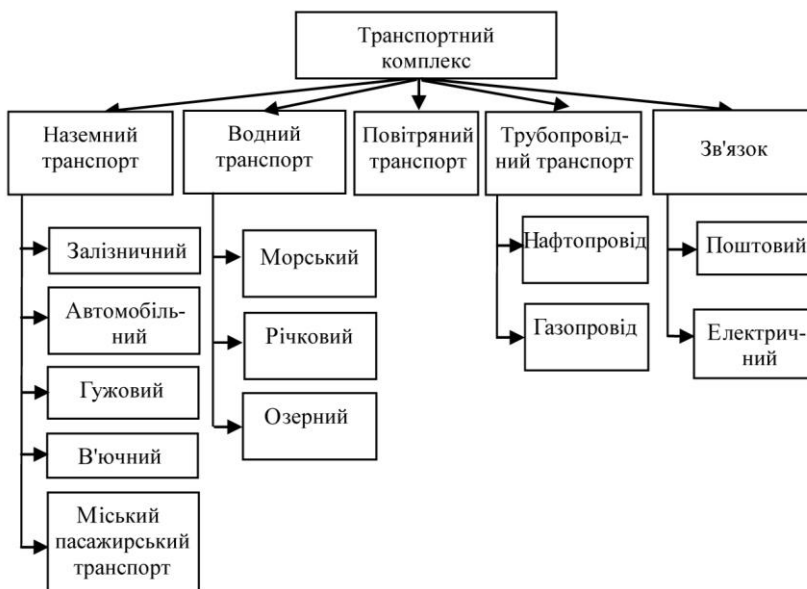 Транспортний
комплекс
Наземний
транспорт
Водний
транспорт
Повітряний
транспорт
Трубопровід-
ний транспорт
Зв'язок
Залізничний
Автомобіль-
ний
Гужовий
В'ючний
Міський
пасажирський
транспорт
Морський
Річковий
Озерний
Нафтопровід
Газопровід
Поштовий
Електрич-
ний